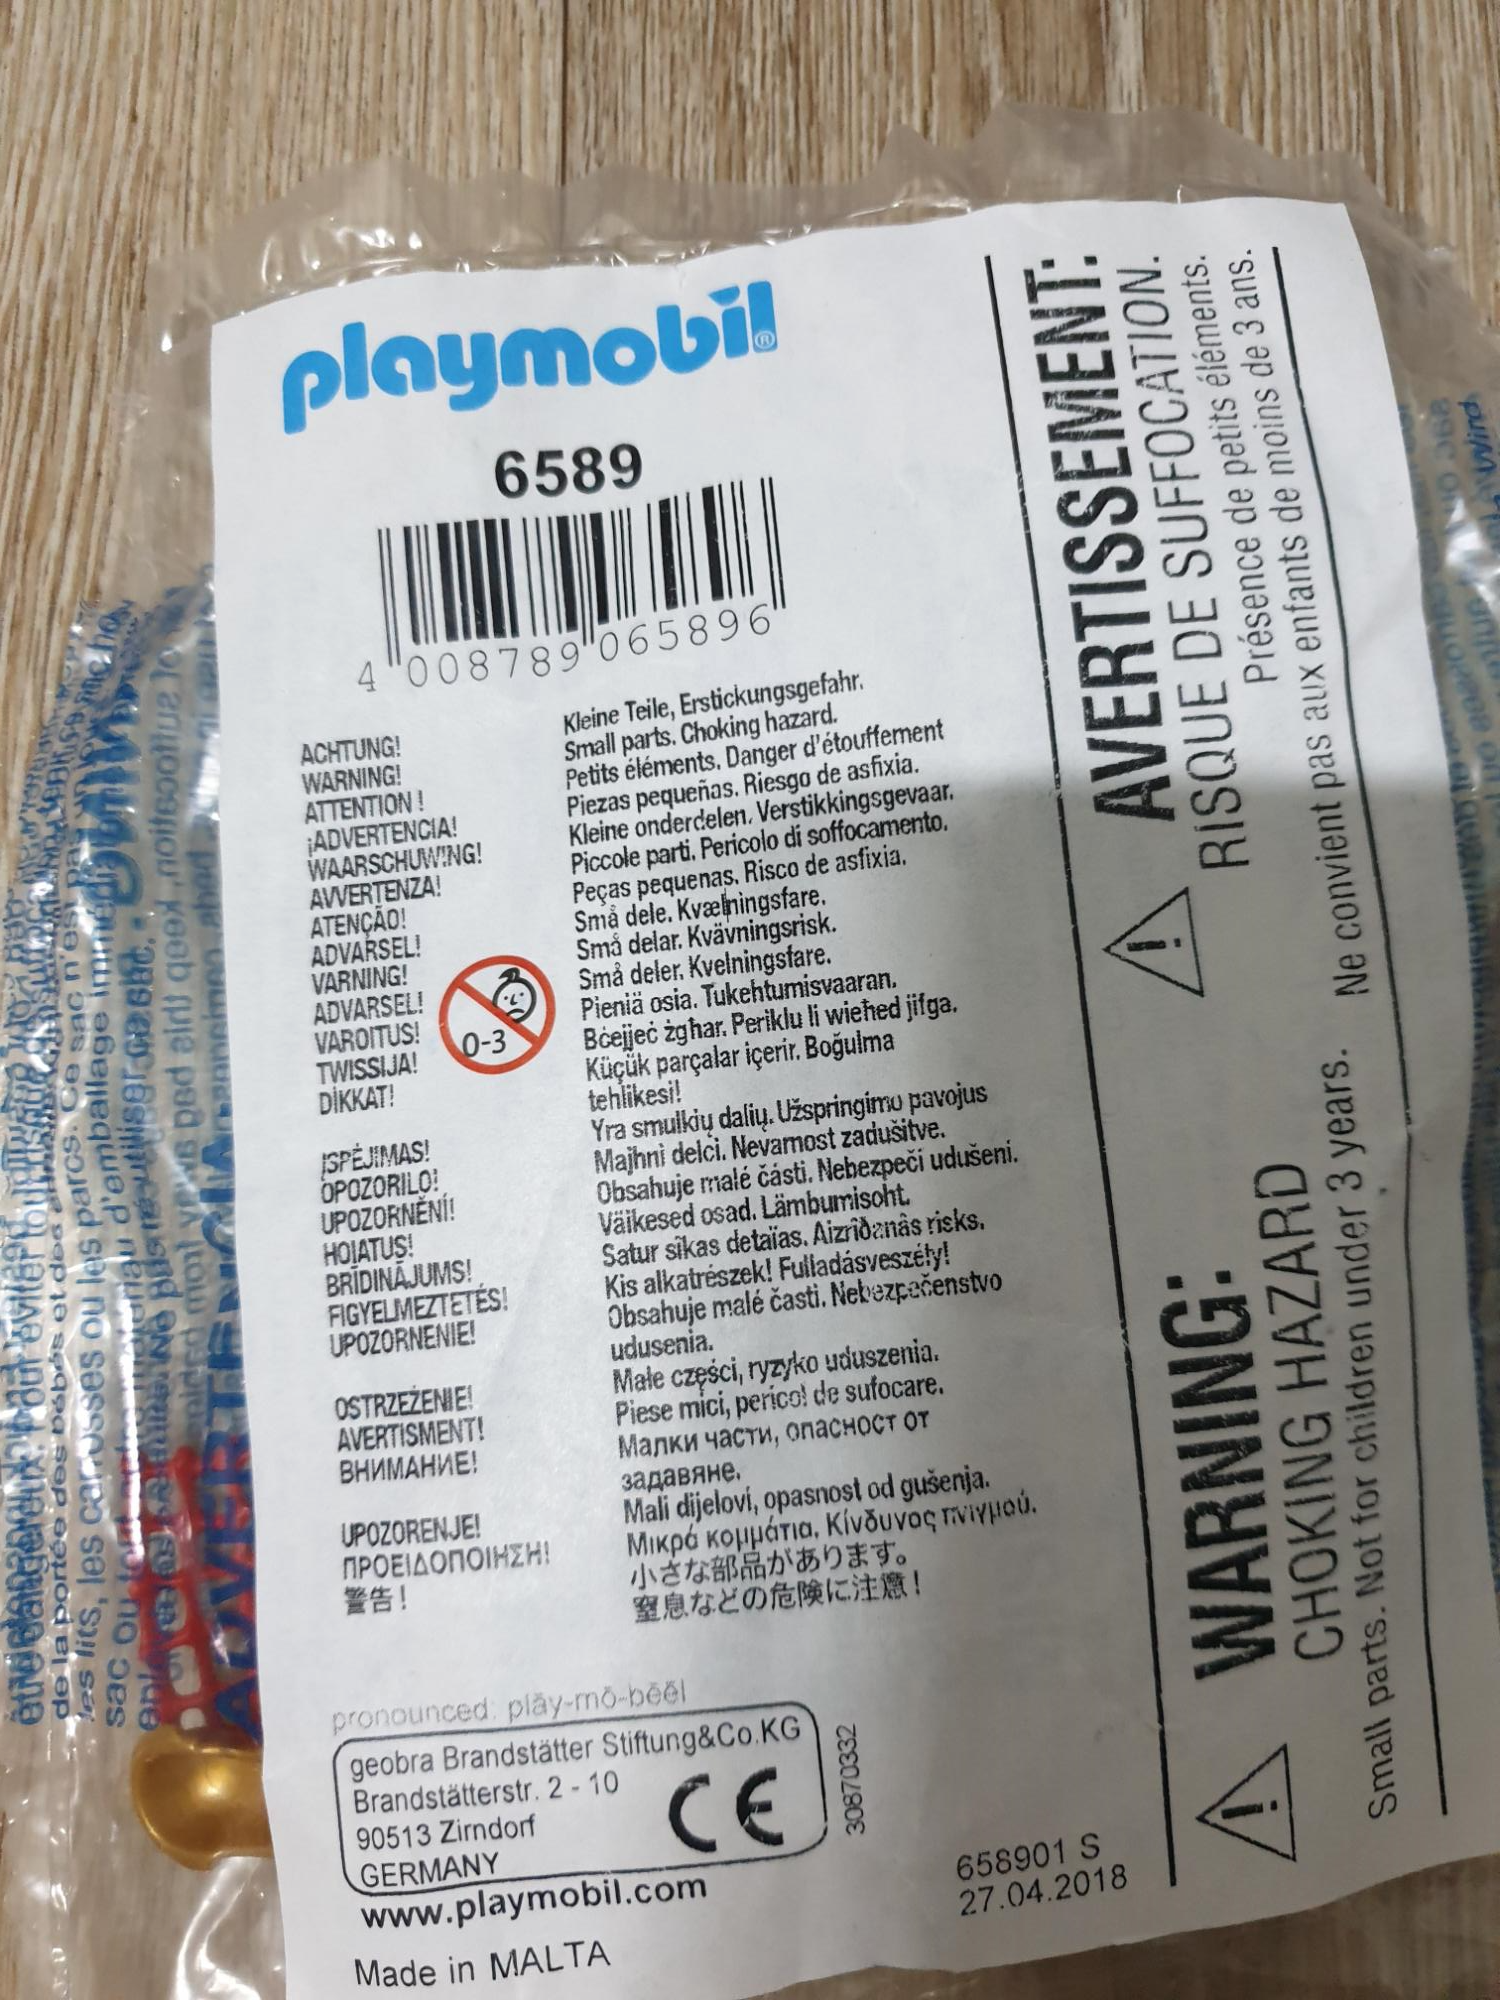 playmobil®
6589
4 008789 065896
ACHTUNG!
WARNING!
ATTENTION !
¡ADVERTENCIA!
WAARSCHUWING!
AVVERTENZA!
ATENÇÃO!
ADVARSEL!
VARNING!
ADVARSEL!
VAROITUS!
TWISSIJA!
DİKKAT!
ĮSPĖJIMAS!
OPOZORILO!
UPOZORNĚNÍ!
HOIATUS!
BRĪDINĀJUMS!
FIGYELMEZTETÉS!
UPOZORNENIE!
OSTRZEŻENIE!
AVERTISMENT!
ВНИМАНИЕ!
UPOZORENJE!
ΠΡΟΕΙΔΟΠΟΙΗΣΗ!
警告！
0-3
Kleine Teile, Erstickungsgefahr.
Small parts. Choking hazard.
Petits éléments. Danger d'étouffement
Piezas pequeñas. Riesgo de asfixia.
Kleine onderdelen. Verstikkingsgevaar.
Piccole parti. Pericolo di soffocamento.
Peças pequenas. Risco de asfixia.
Små dele. Kvælningsfare.
Små delar. Kvävningsrisk.
Små deler. Kvelningsfare.
Pieniä osia. Tukehtumisvaaran.
Bċejjeċ żgħar. Periklu li wieħed jifga.
Küçük parçalar içerir. Boğulma
tehlikesi!
Yra smulkių dalių. Užspringimo pavojus
Majhni delci. Nevarnost zadušitve.
Obsahuje malé části. Nebezpečí udušení.
Väikesed osad. Lämbumisoht.
Satur sīkas detaļas. Aizrīšanās risks.
Kis alkatrészek! Fulladásveszély!
Obsahuje malé časti. Nebezpečenstvo
udusenia.
Małe części, ryzyko uduszenia.
Piese mici, pericol de sufocare.
Малки части, опасност от
задавяне.
Mali dijelovi, opasnost od gušenja.
Μικρά κομμάτια. Κίνδυνος πνιγμού.
小さな部品があります。
窒息などの危険に注意！
pronounced: plāy-mō-bēēl
geobra Brandstätter Stiftung&Co.KG
Brandstätterstr. 2 - 10
90513 Zirndorf
GERMANY
CE
30870332
www.playmobil.com
Made in MALTA
658901 S
27.04.2018
AVERTISSEMENT:
RISQUE DE SUFFOCATION.
Présence de petits éléments.
Ne convient pas aux enfants de moins de 3 ans.
WARNING:
CHOKING HAZARD
Small parts. Not for children under 3 years.